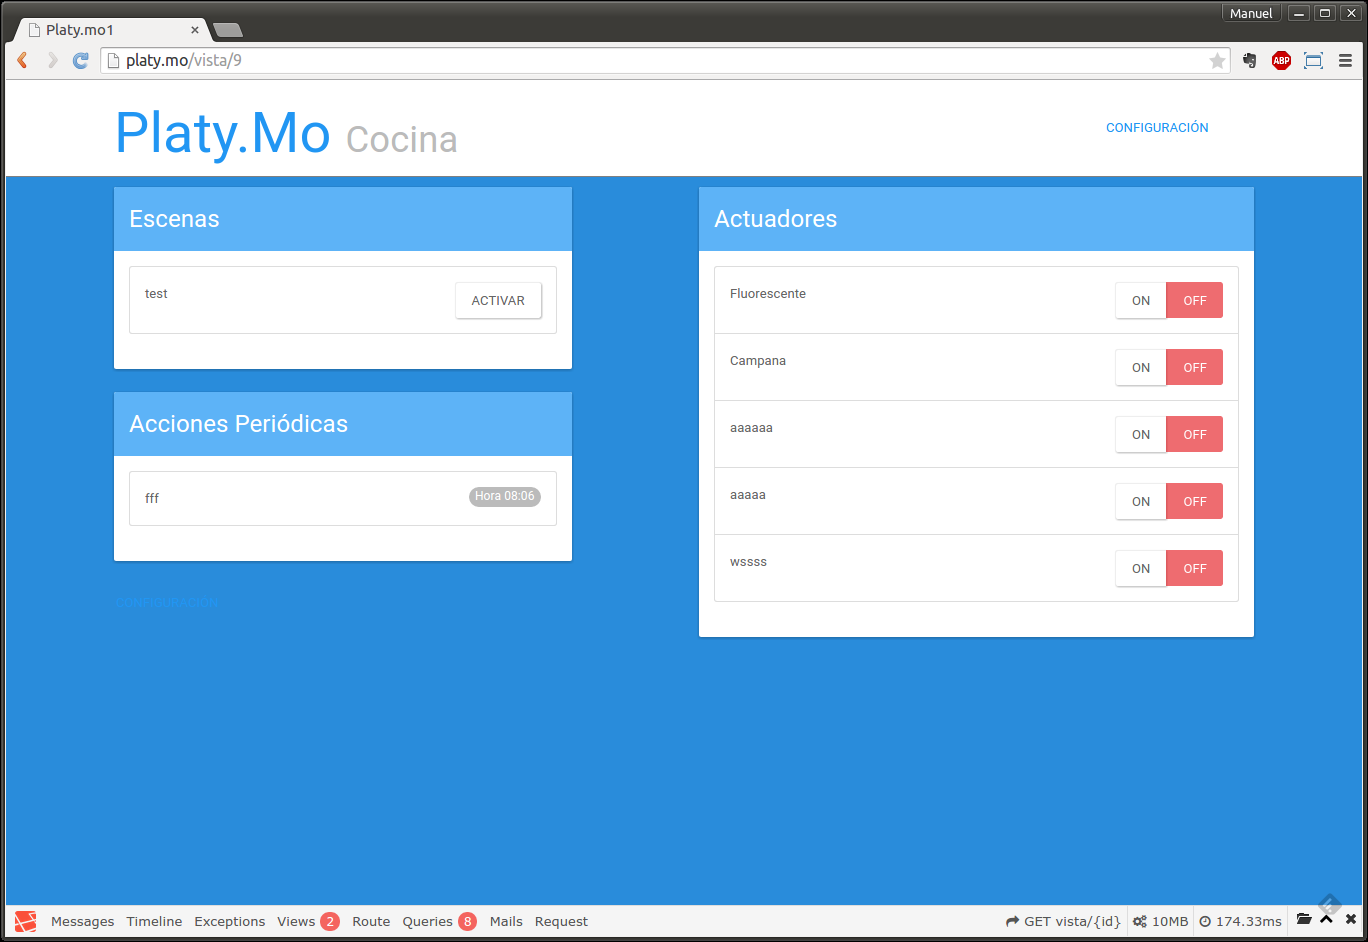 Manuel
Platy.mo1
platy.mo/vista/9
ABP
Platy.Mo Cocina
CONFIGURACIÓN
Escenas
test
ACTIVAR
Acciones Periódicas
fff
Hora 08:06
CONFIGURACIÓN
Actuadores
Fluorescente
ON OFF
Campana
ON OFF
aaaaaa
ON OFF
aaaaa
ON OFF
wssss
ON OFF
Messages Timeline Exceptions Views 2 Route Queries 8 Mails Request GET vista/{id} 10MB 174.33ms